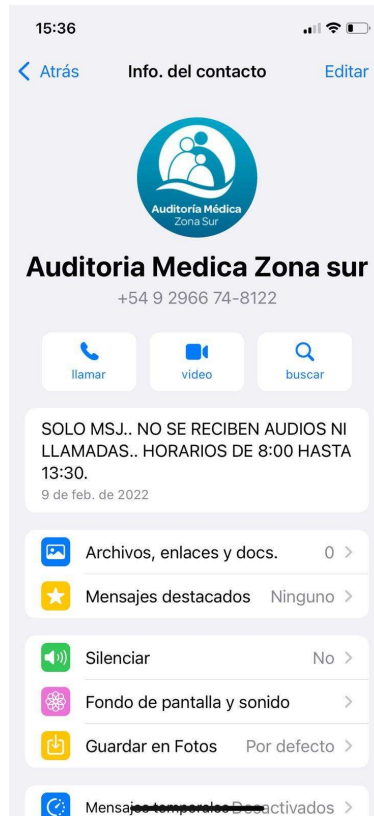 15:36
Atrás
Info. del contacto
Editar
Auditoría Médica
Zona Sur
Auditoria Medica Zona sur
+54 9 2966 74-8122
llamar
video
buscar
SOLO MSJ.. NO SE RECIBEN AUDIOS NI
LLAMADAS.. HORARIOS DE 8:00 HASTA
13:30.
9 de feb. de 2022
Archivos, enlaces y docs. 0
Mensajes destacados Ninguno
Silenciar No
Fondo de pantalla y sonido
Guardar en Fotos Por defecto
Mensajes temporales Desactivados